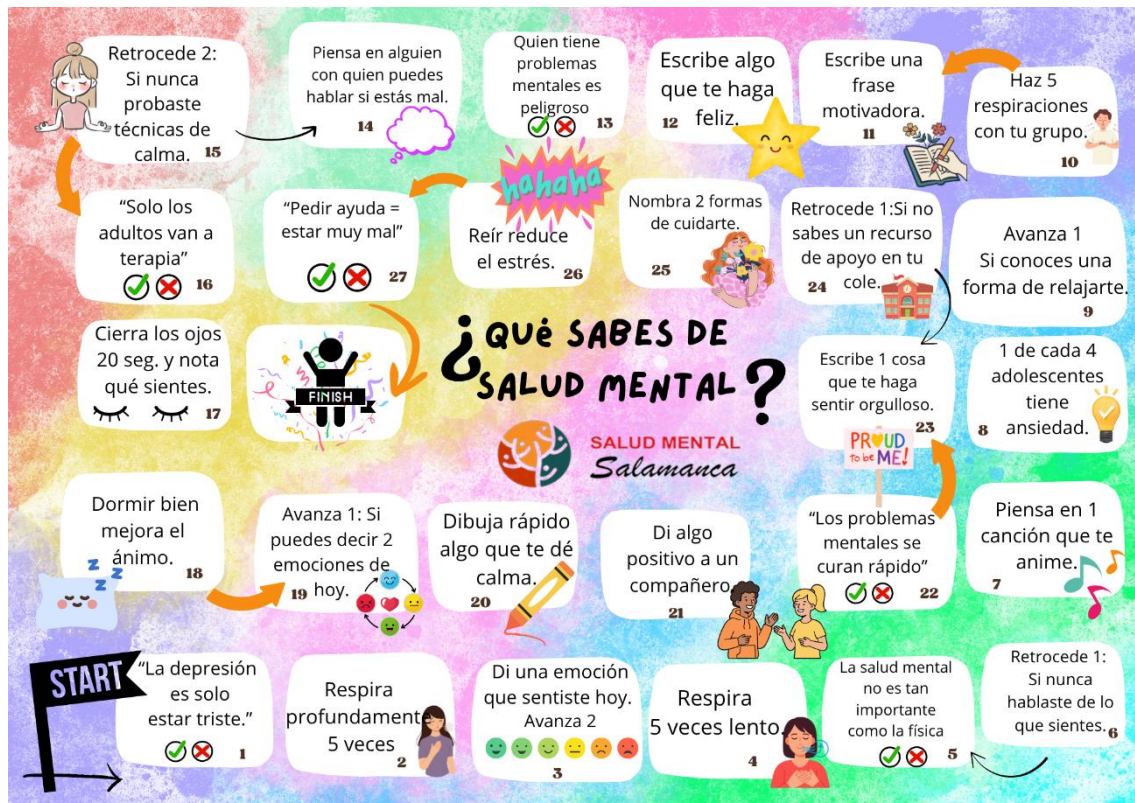 Retrocede 2:
Si nunca
probaste
técnicas de
calma.
15
Piensa en alguien
con quien puedes
hablar si estás mal.
14
Quien tiene
problemas
mentales es
peligroso
13
Escribe algo
que te haga
feliz.
12
Escribe una
frase
motivadora.
11
Haz 5
respiraciones
con tu grupo.
10
“Solo los
adultos van a
terapia”
16
“Pedir ayuda =
estar muy mal”
27
hahaha
Reír reduce
el estrés.
26
Nombra 2 formas
de cuidarte.
25
Retrocede 1:Si no
sabes un recurso
de apoyo en tu
cole.
24
Avanza 1
Si conoces una
forma de relajarte.
9
Cierra los ojos
20 seg. y nota
qué sientes.
17
FINISH
¿QUé SABES DE
SALUD MENTAL?
SALUD MENTAL
Salamanca
Escribe 1 cosa
que te haga
sentir orgulloso.
23
PROUD
to be ME!
1 de cada 4
adolescentes
tiene
ansiedad.
8
Dormir bien
mejora el
ánimo.
18
Avanza 1: Si
puedes decir 2
emociones de
hoy.
19
Dibuja rápido
algo que te dé
calma.
20
Di algo
positivo a un
compañero
21
“Los problemas
mentales se
curan rápido”
22
Piensa en 1
canción que te
anime.
7
START
“La depresión
es solo
estar triste.”
1
Respira
profundament
5 veces
2
Di una emoción
que sentiste hoy.
Avanza 2
3
Respira
5 veces lento.
4
La salud mental
no es tan
importante
como la física
5
Retrocede 1:
Si nunca
hablaste de lo
que sientes.
6